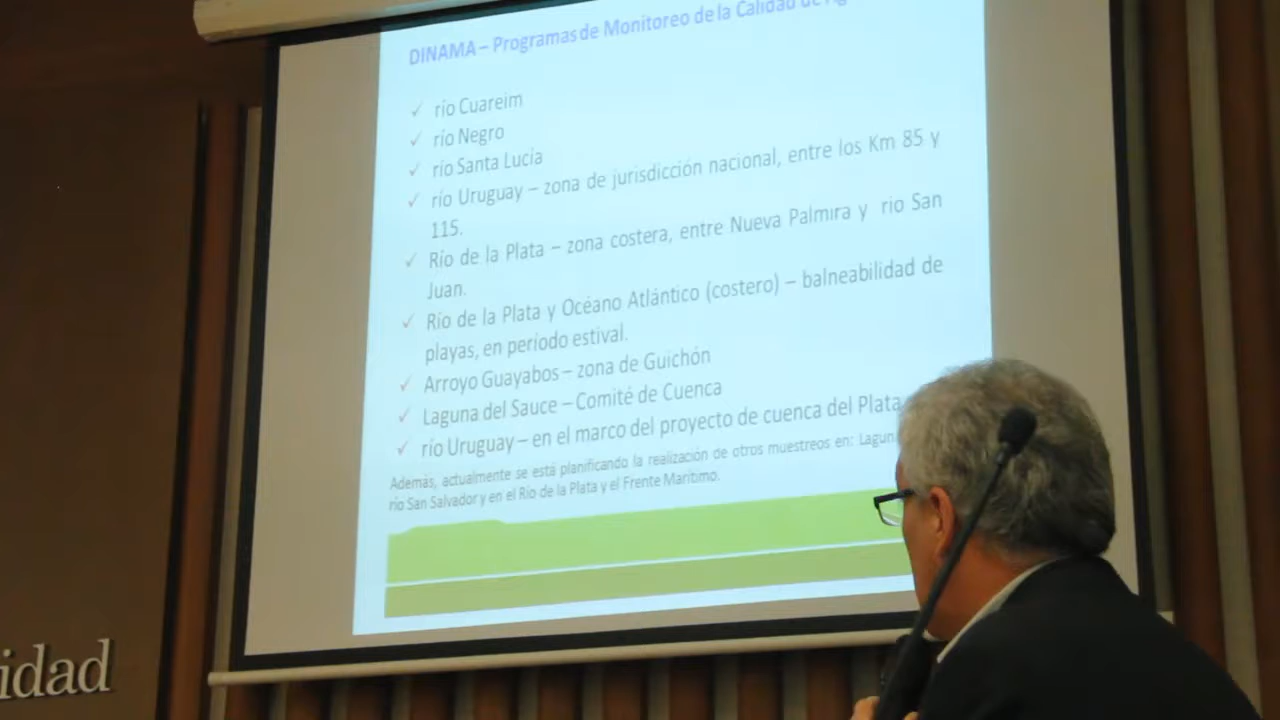 DINAMA – Programas de Monitoreo de la Calidad de
✓ río Cuareim
✓ río Negro
✓ río Santa Lucía
✓ río Uruguay – zona de jurisdicción nacional, entre los Km 85 y
115.
✓ Río de la Plata – zona costera, entre Nueva Palmira y rio San
Juan.
✓ Río de la Plata y Océano Atlántico (costero) – balneabilidad de
playas, en período estival.
✓ Arroyo Guayabos – zona de Guichón
✓ Laguna del Sauce – Comité de Cuenca
✓ río Uruguay – en el marco del proyecto de cuenca del Plata
Además, actualmente se está planificando la realización de otros muestreos en: Laguna
río San Salvador y en el Río de la Plata y el Frente Marítimo.
idad